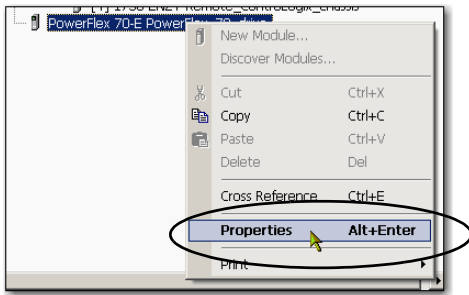 [1] 1756-ENBT Remote_ControlLogix_chassis
PowerFlex 70-E PowerFlex_70_drive
New Module...
Discover Modules...
Cut Ctrl+X
Copy Ctrl+C
Paste Ctrl+V
Delete Del
Cross Reference Ctrl+E
Properties Alt+Enter
Print